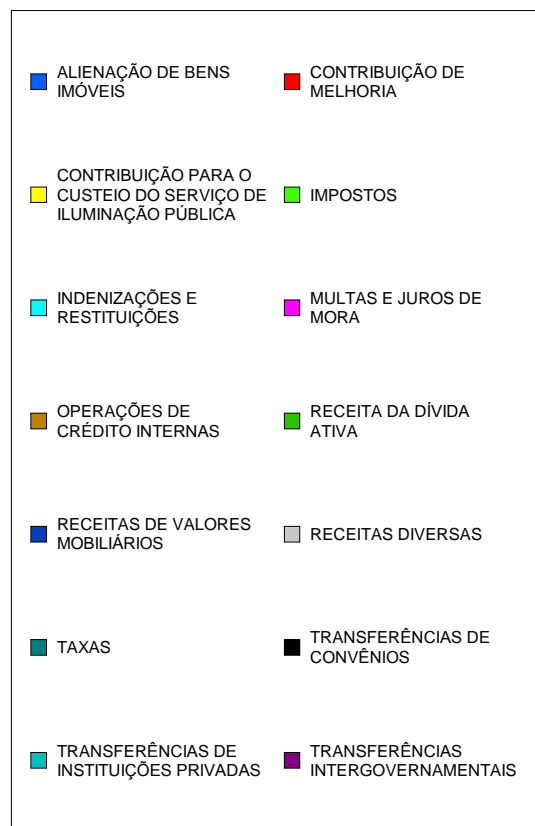 ALIENAÇÃO DE BENS
IMÓVEIS
CONTRIBUIÇÃO DE
MELHORIA
CONTRIBUIÇÃO PARA O
CUSTEIO DO SERVIÇO DE
ILUMINAÇÃO PÚBLICA
IMPOSTOS
INDENIZAÇÕES E
RESTITUIÇÕES
MULTAS E JUROS DE
MORA
OPERAÇÕES DE
CRÉDITO INTERNAS
RECEITA DA DÍVIDA
ATIVA
RECEITAS DE VALORES
MOBILIÁRIOS
RECEITAS DIVERSAS
TAXAS
TRANSFERÊNCIAS DE
CONVÊNIOS
TRANSFERÊNCIAS DE
INSTITUIÇÕES PRIVADAS
TRANSFERÊNCIAS
INTERGOVERNAMENTAIS